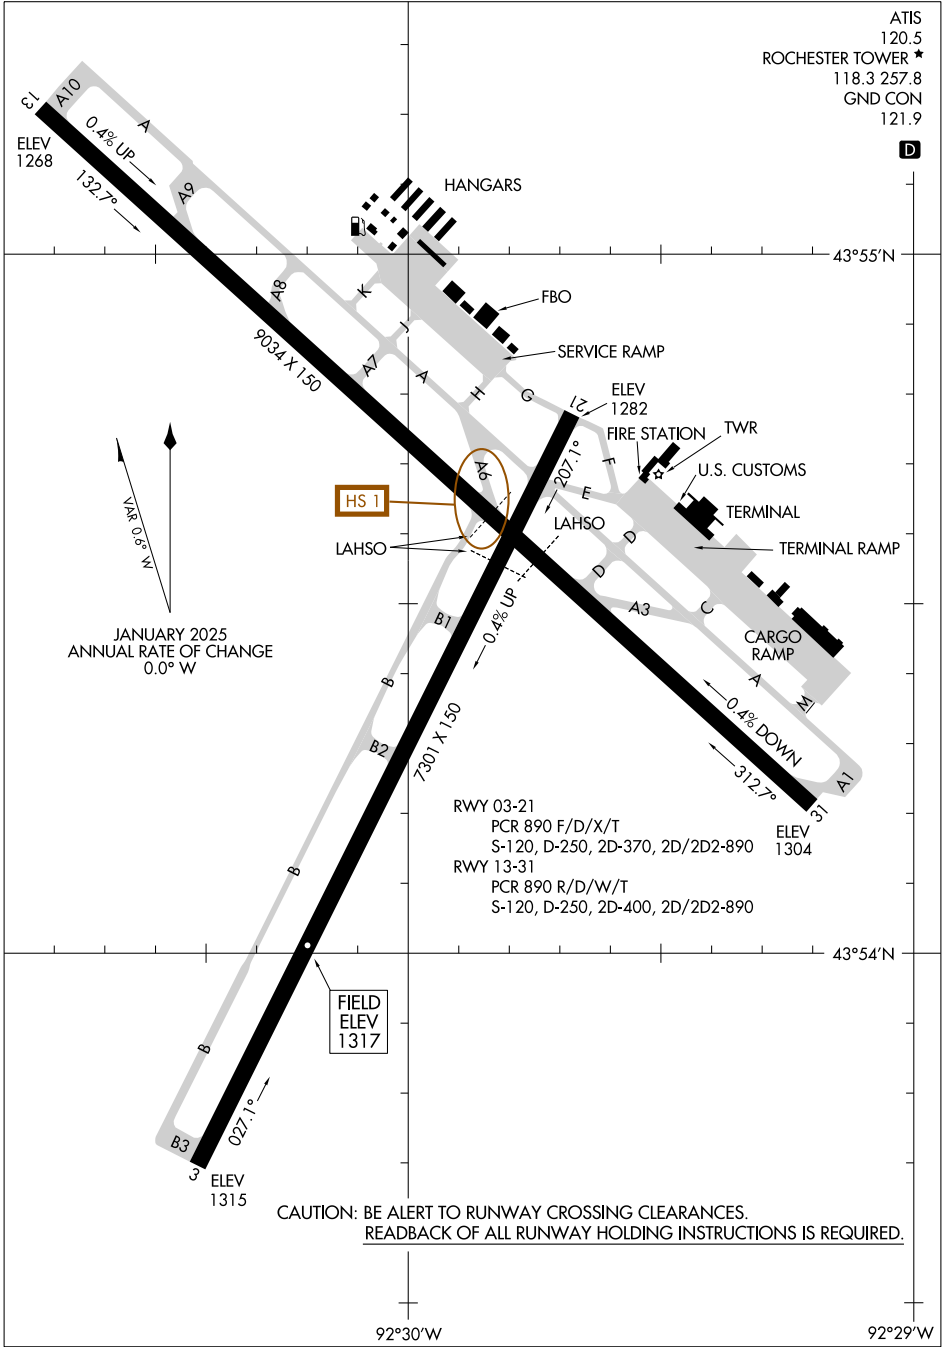 ATIS
120.5
ROCHESTER TOWER ★
118.3 257.8
GND CON
121.9
D
13
A10
A
ELEV
1268
0.4% UP
132.7°
A9
HANGARS
43°55'N
A8
K
FBO
J
SERVICE RAMP
9034 X 150
A7
A
H
G
21
ELEV
1282
FIRE STATION
TWR
U.S. CUSTOMS
207.1°
F
A6
E
HS 1
TERMINAL
LAHSO
LAHSO
D
TERMINAL RAMP
VAR 0.6° W
D
A3
C
0.4% UP
B1
JANUARY 2025
ANNUAL RATE OF CHANGE
0.0° W
CARGO
RAMP
B
A
M
0.4% DOWN
B2
7301 X 150
312.7°
A1
31
ELEV
1304
RWY 03-21
PCR 890 F/D/X/T
S-120, D-250, 2D-370, 2D/2D2-890
RWY 13-31
PCR 890 R/D/W/T
S-120, D-250, 2D-400, 2D/2D2-890
B
43°54'N
FIELD
ELEV
1317
B
027.1°
B3
3
ELEV
1315
CAUTION: BE ALERT TO RUNWAY CROSSING CLEARANCES.
READBACK OF ALL RUNWAY HOLDING INSTRUCTIONS IS REQUIRED.
92°30'W
92°29'W